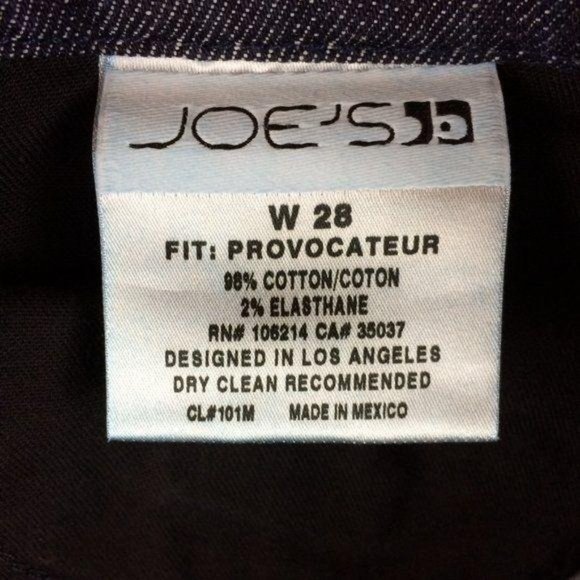 JOE'S
W 28
FIT: PROVOCATEUR
98% COTTON/COTON
2% ELASTHANE
RN# 106214 CA# 35037
DESIGNED IN LOS ANGELES
DRY CLEAN RECOMMENDED
CL#101M MADE IN MEXICO